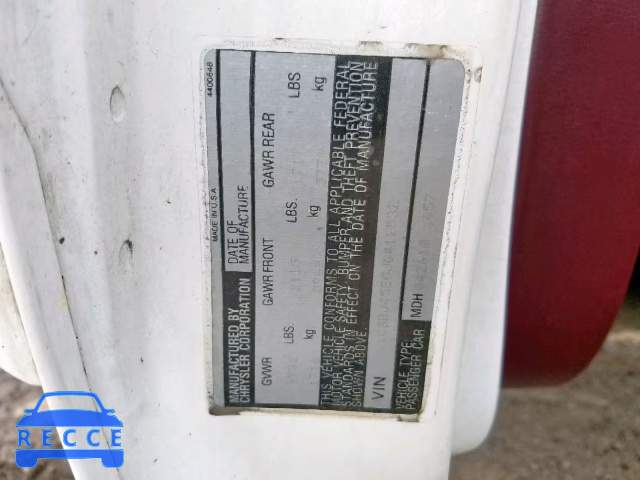 MANUFACTURED BY
CHRYSLER CORPORATION
DATE OF
MANUFACTURE
MADE IN U.S.A.
4400648
GVWR
LBS
kg
GAWR FRONT
LBS.
kg
GAWR REAR
LBS
kg
THIS VEHICLE CONFORMS TO ALL APPLICABLE FEDERAL
MOTOR VEHICLE SAFETY, BUMPER AND THEFT PREVENTION
STANDARDS IN EFFECT ON THE DATE OF MANUFACTURE
SHOWN ABOVE.
VIN
VEHICLE TYPE:
PASSENGER CAR
MDH
RECCE